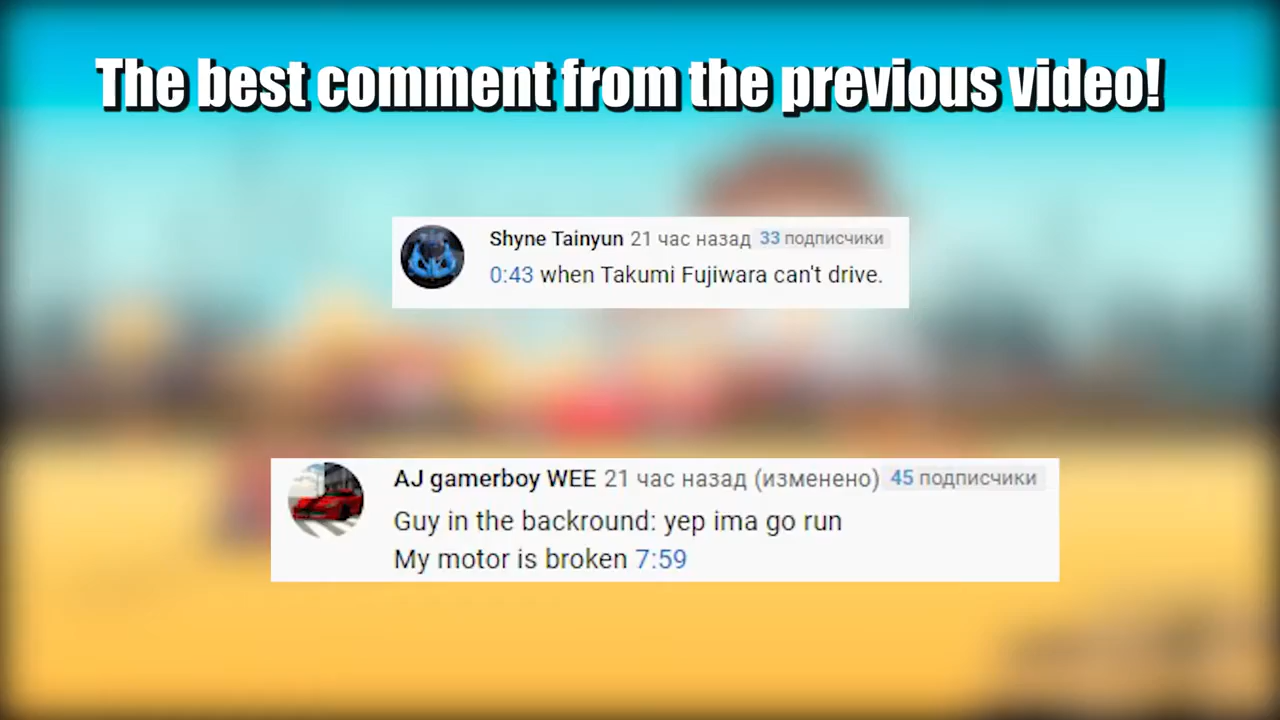 The best comment from the previous video!
Shyne Tainyun 21 час назад 33 подписчики
0:43 when Takumi Fujiwara can't drive.
AJ gamerboy WEE 21 час назад (изменено) 45 подписчики
Guy in the backround: yep ima go run
My motor is broken 7:59